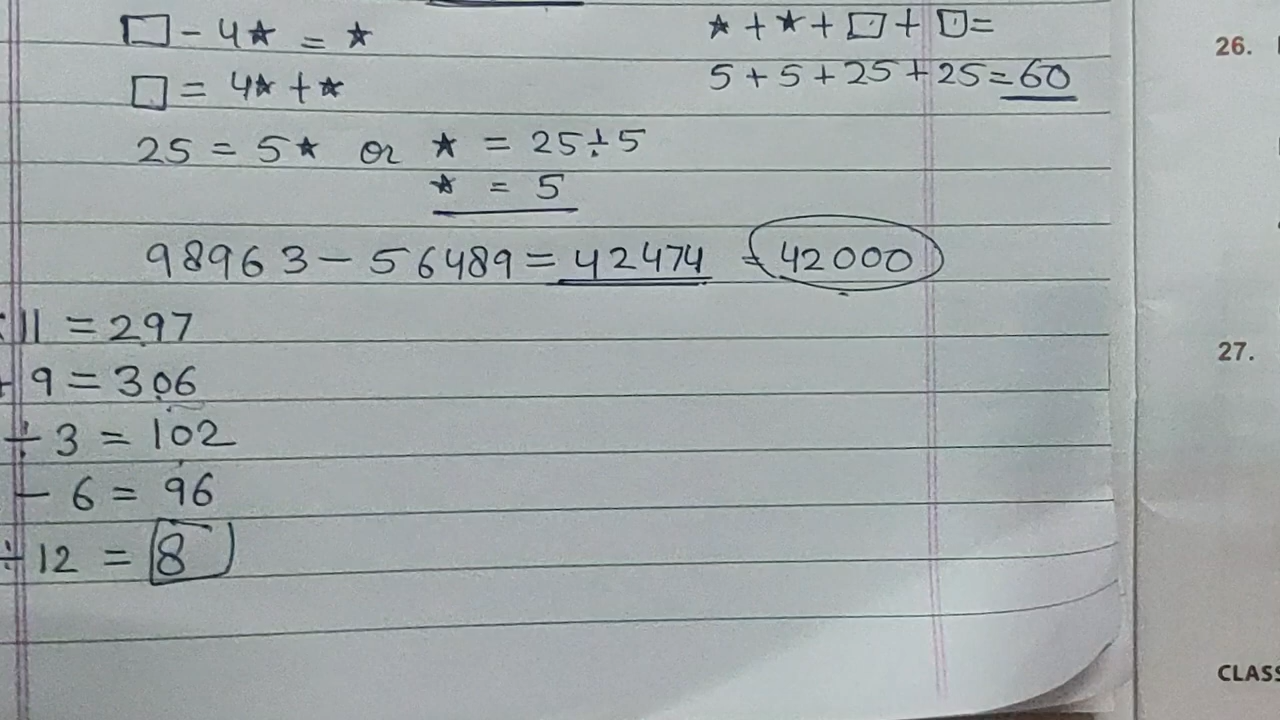 □ - 4★ = ★
□ = 4★ + ★
25 = 5★ or ★ = 25 ÷ 5
★ = 5
★ + ★ + □ + □ =
5 + 5 + 25 + 25 = 60
98963 - 56489 = 42474 - 42000
11 = 297
9 = 306
÷ 3 = 102
- 6 = 96
÷ 12 = 8
26.
27.
CLASS